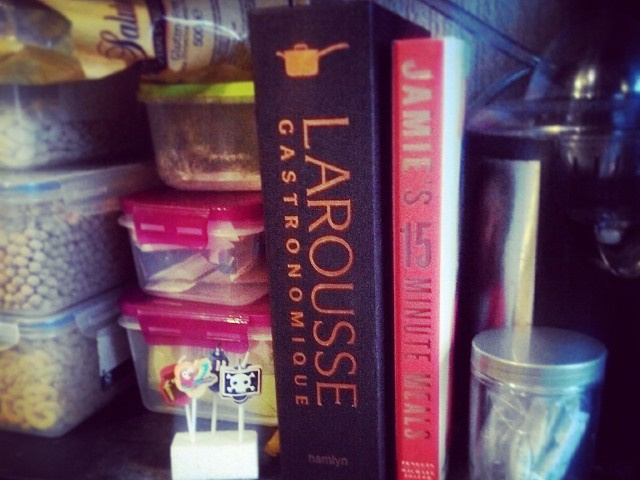 LAROUSSE
GASTRONOMIQUE
hamlyn
JAMIE'S 15 MINUTE MEALS